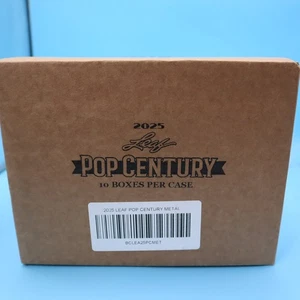 2025
Leaf
POP CENTURY
10 BOXES PER CASE
2025 LEAF POP CENTURY METAL